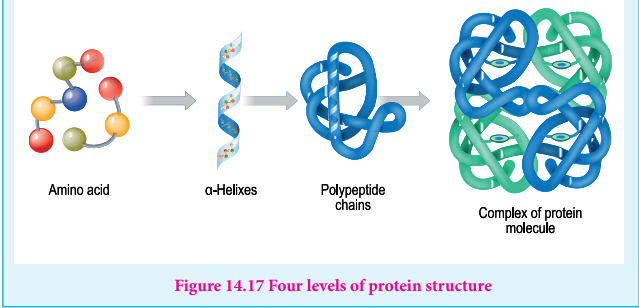 Amino acid
α-Helixes
Polypeptide
chains
Complex of protein
molecule
Figure 14.17 Four levels of protein structure